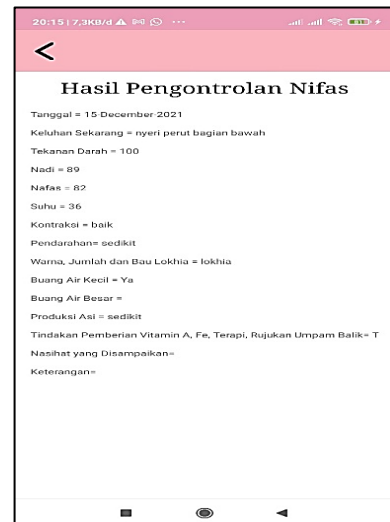 20:15 | 7,3KB/d
Hasil Pengontrolan Nifas
Tanggal = 15-December-2021
Keluhan Sekarang = nyeri perut bagian bawah
Tekanan Darah = 100
Nadi = 89
Nafas = 82
Suhu = 36
Kontraksi = baik
Pendarahan= sedikit
Warna, Jumlah dan Bau Lokhia = lokhia
Buang Air Kecil = Ya
Buang Air Besar =
Produksi Asi = sedikit
Tindakan Pemberian Vitamin A, Fe, Terapi, Rujukan Umpam Balik= T
Nasihat yang Disampaikan=
Keterangan=